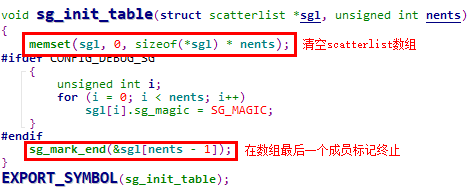 void sg_init_table(struct scatterlist *sgl, unsigned int nents)
{
memset(sgl, 0, sizeof(*sgl) * nents); 清空scatterlist数组
#ifdef CONFIG_DEBUG_SG
{
unsigned int i;
for (i = 0; i < nents; i++)
sgl[i].sg_magic = SG_MAGIC;
}
#endif
sg_mark_end(&sgl[nents - 1]); 在数组最后一个成员标记终止
}
EXPORT_SYMBOL(sg_init_table);